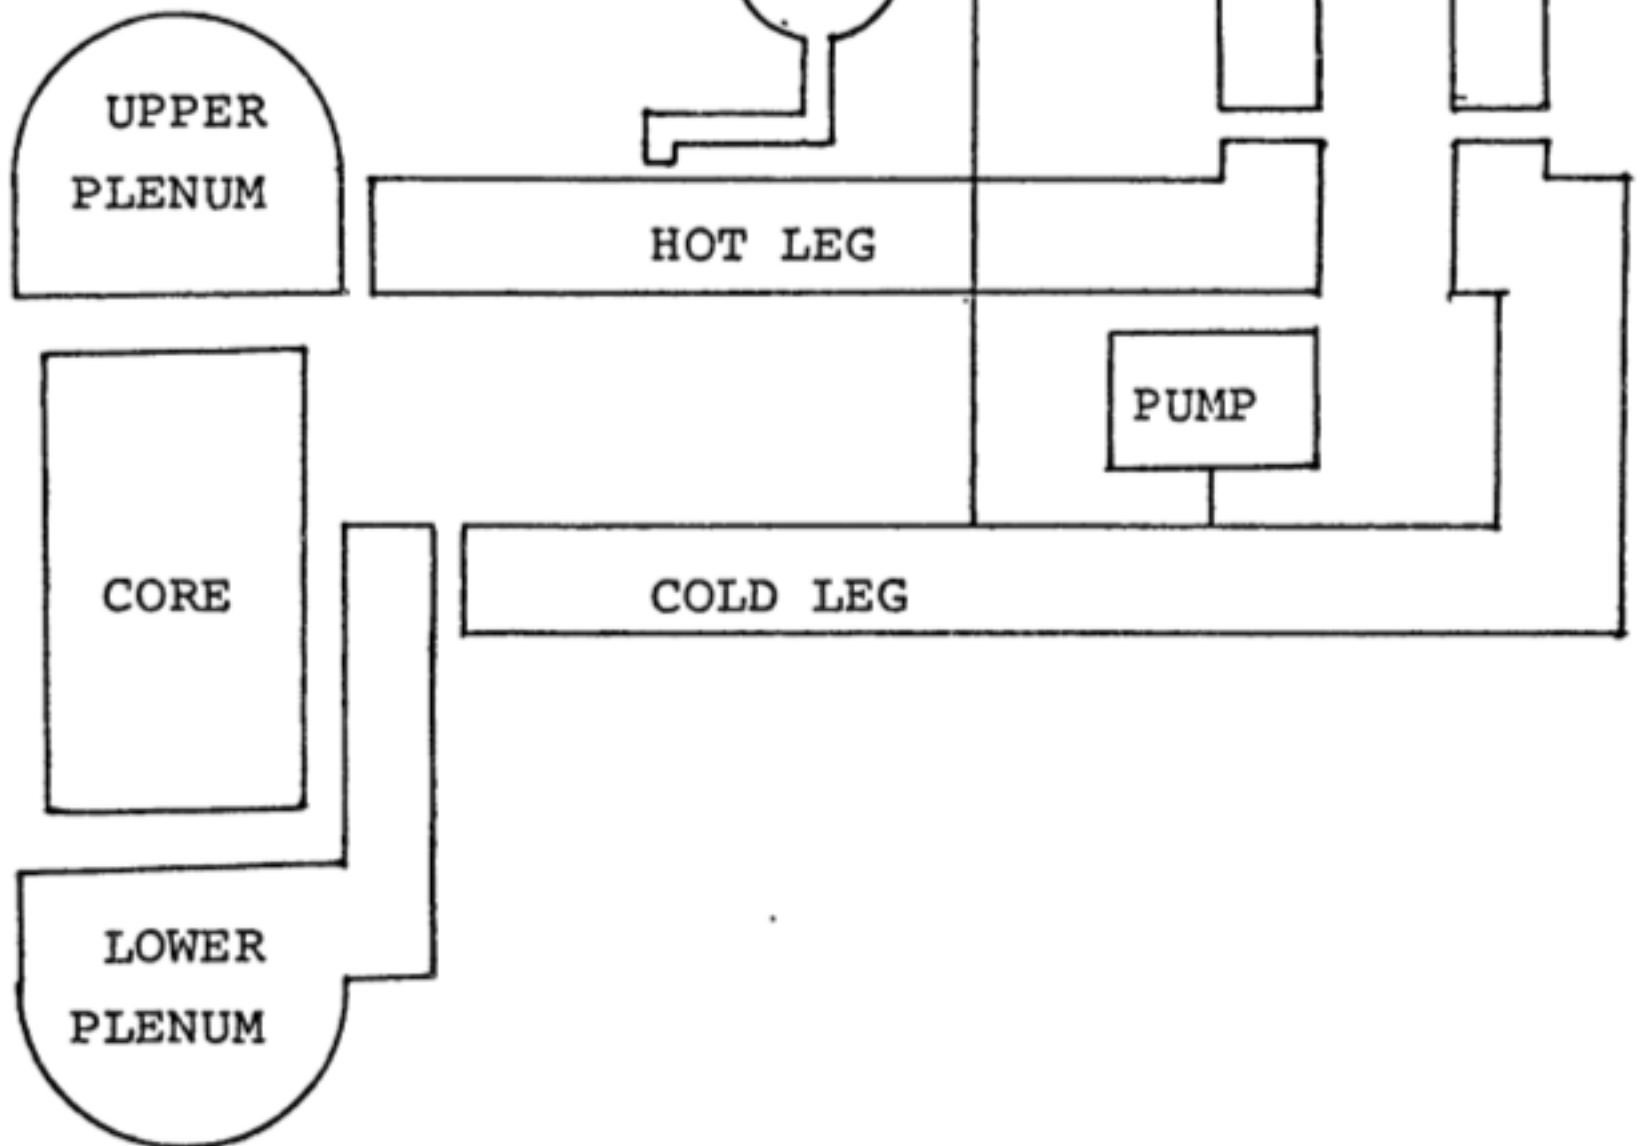 UPPER
PLENUM
HOT LEG
PUMP
CORE
COLD LEG
LOWER
PLENUM